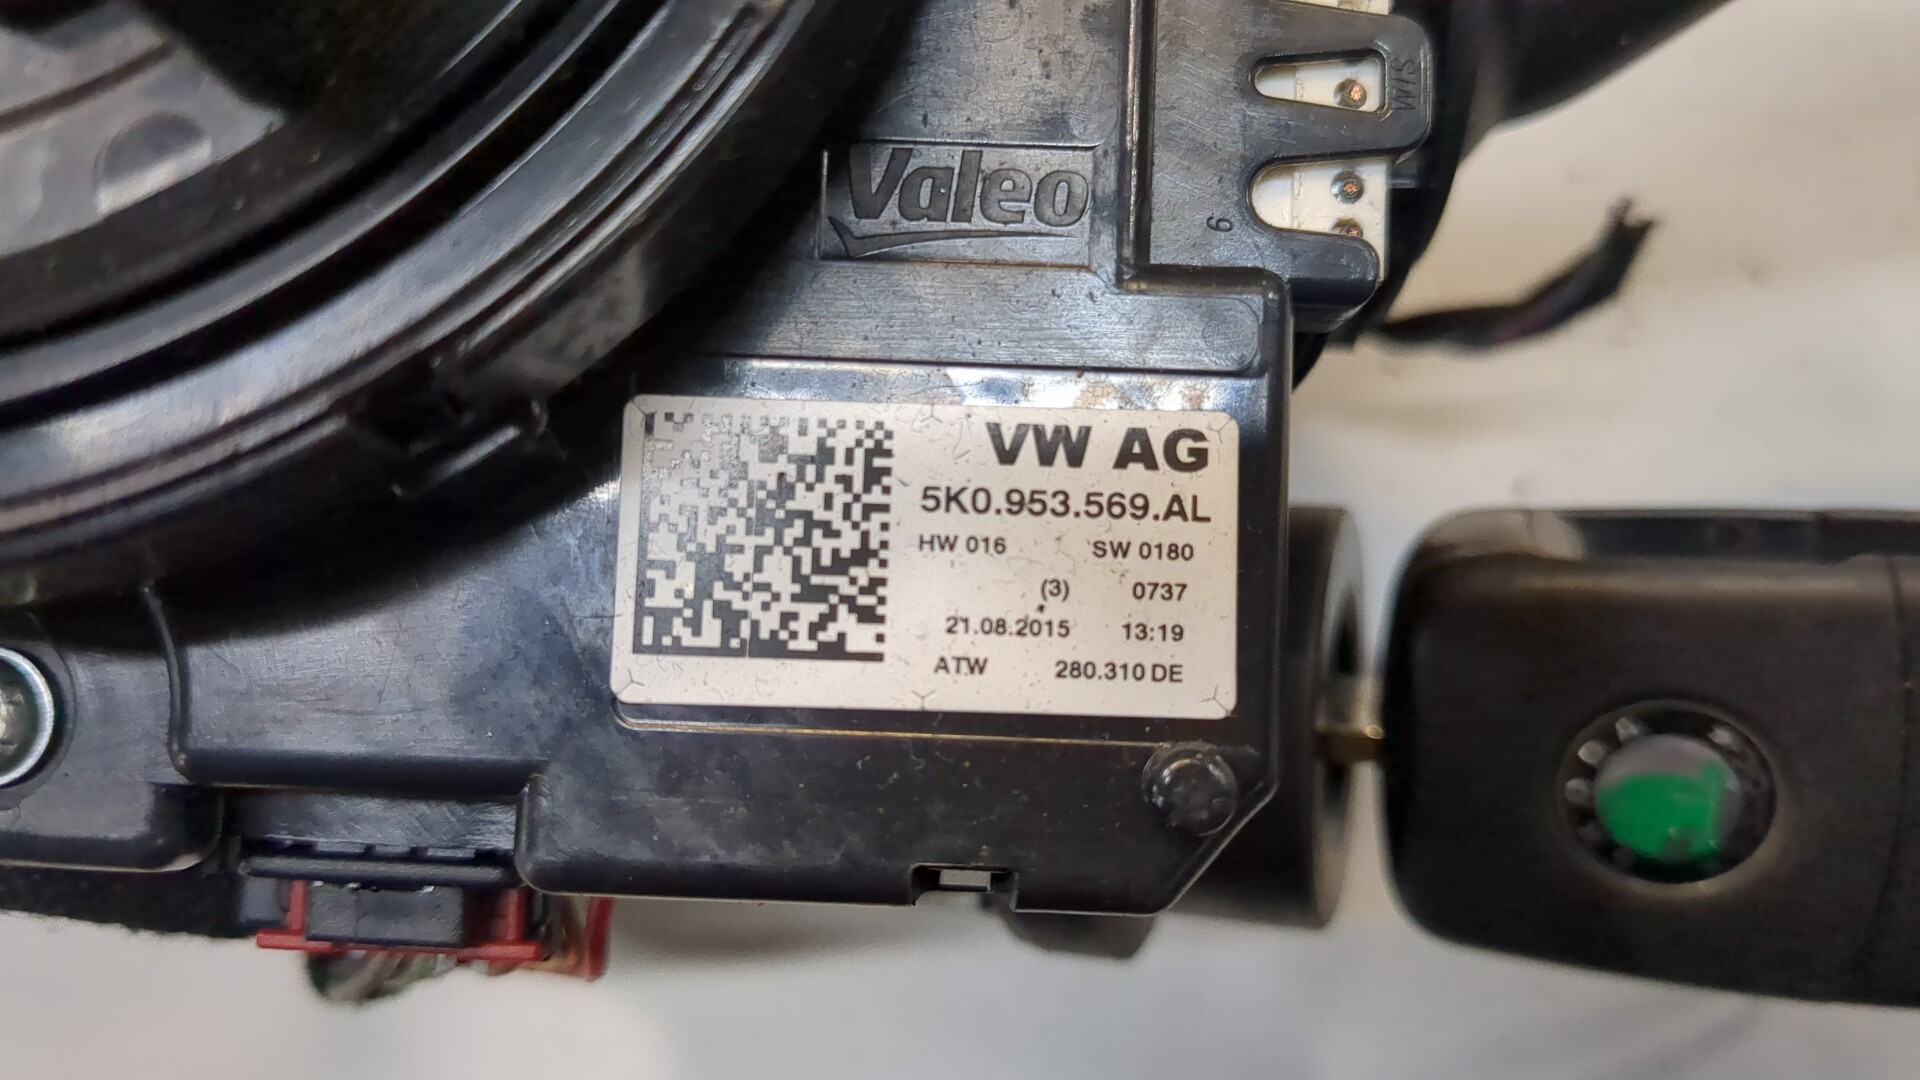 Valeo
6
VW AG
5K0.953.569.AL
HW 016 SW 0180
(3) 0737
21.08.2015 13:19
ATW 280.310 DE